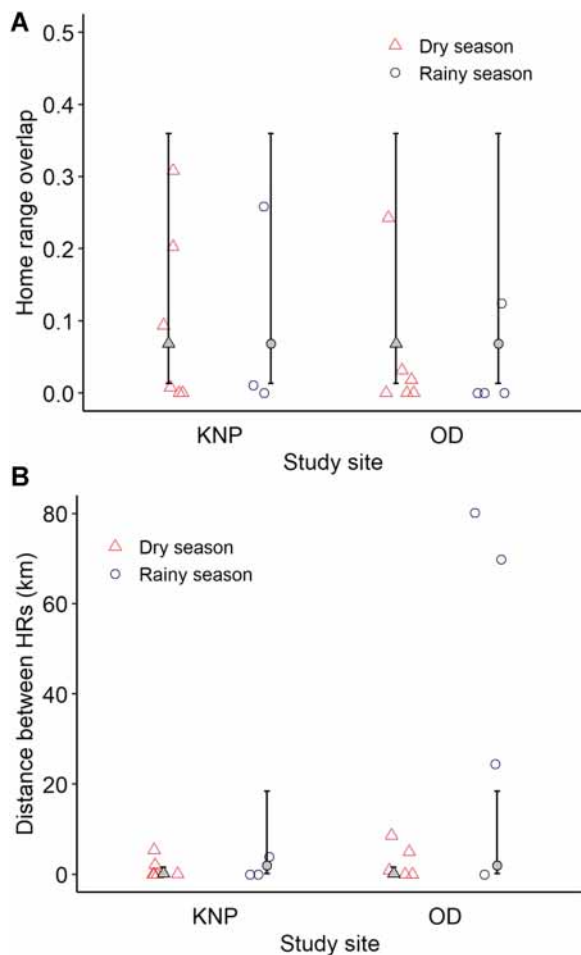 A
Dry season
Rainy season
Home range overlap
0.5
0.4
0.3
0.2
0.1
0.0
KNP OD
Study site
B
Dry season
Rainy season
Distance between HRs (km)
80
60
40
20
0
KNP OD
Study site